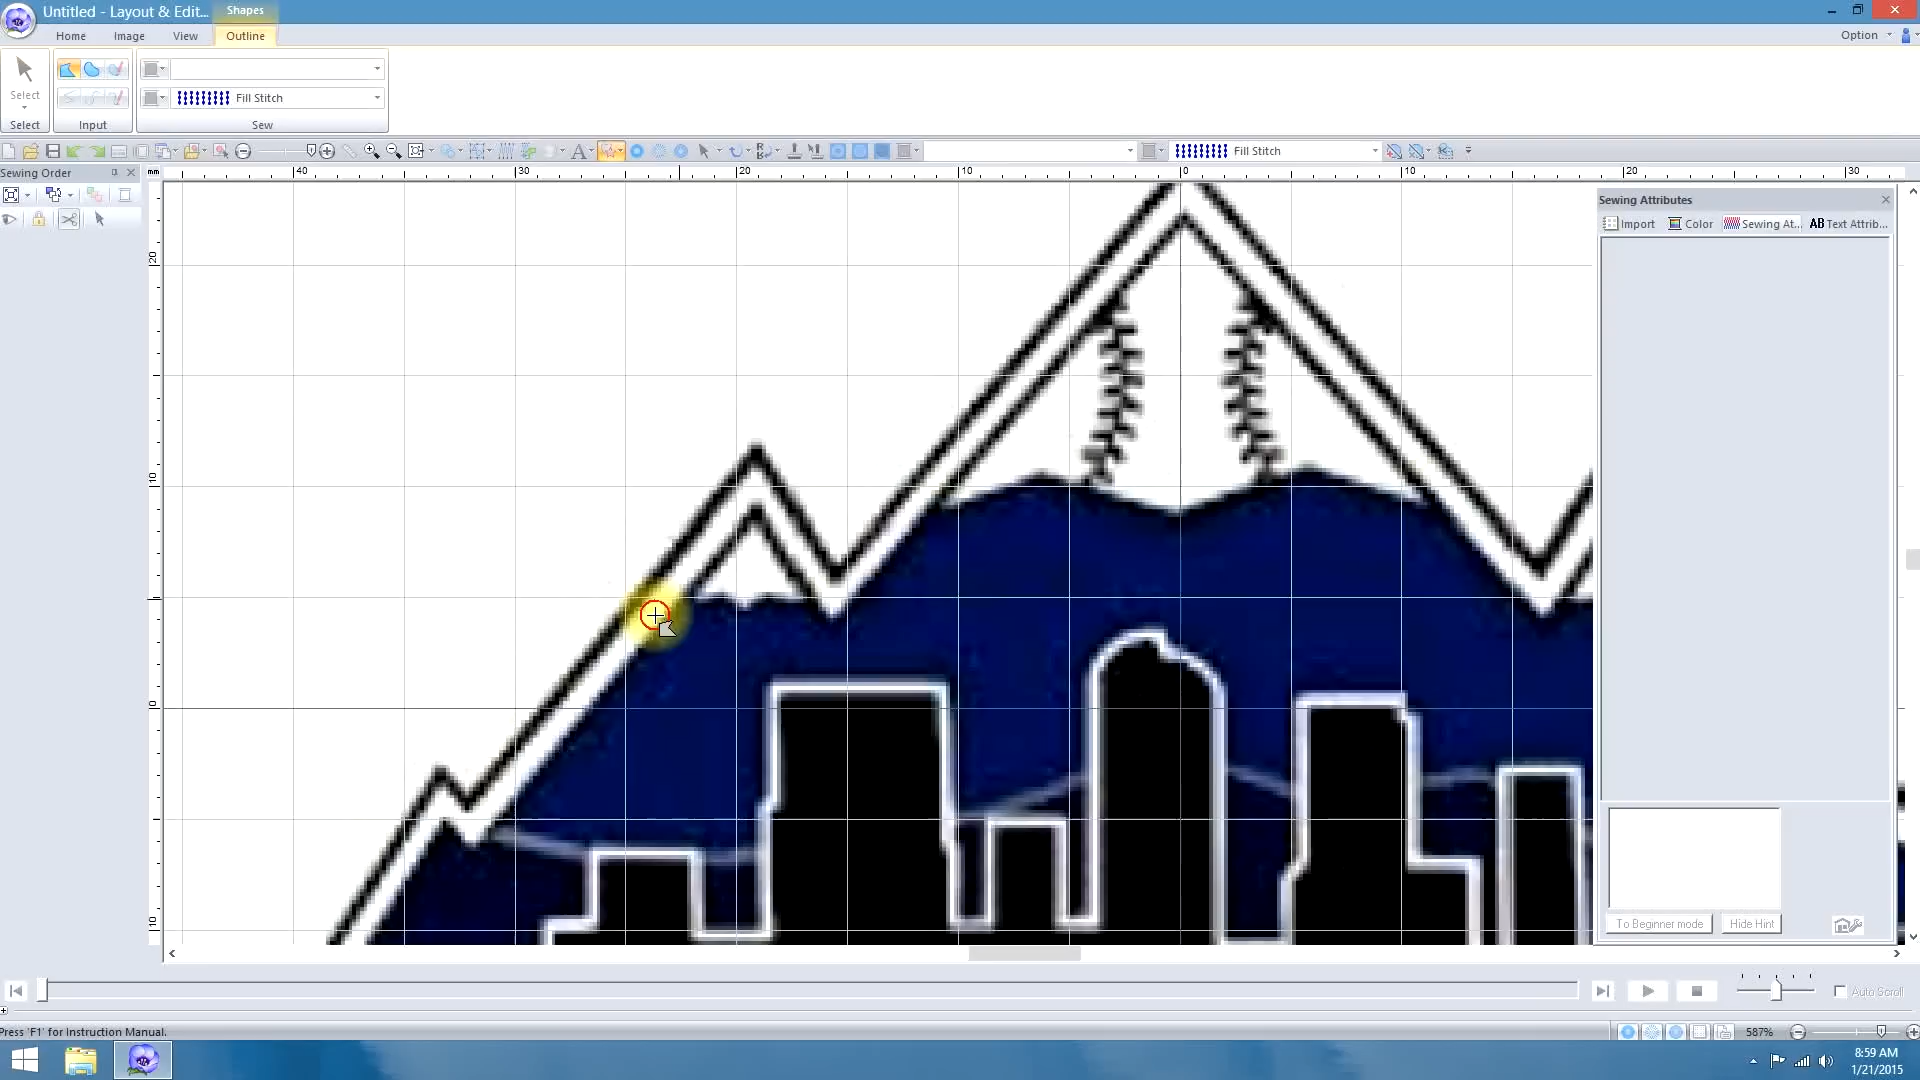 Untitled - Layout & Edit...
Shapes
Home
Image
View
Outline
Option
Select
Fill Stitch
Select
Input
Sew
Fill Stitch
Sewing Order
mm
40
30
20
10
0
10
20
30
20
10
0
10
Sewing Attributes
Import
Color
Sewing At...
AB Text Attrib...
To Beginner mode
Hide Hint
Auto Scroll
Press 'F1' for Instruction Manual.
587%
8:59 AM
1/21/2015